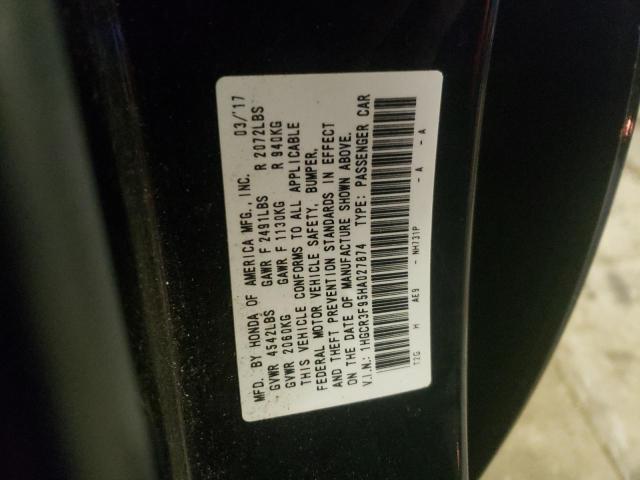 MFD. BY HONDA OF AMERICA MFG., INC. 03/'17
GVWR 4542LBS GAWR F 2491LBS R 2072LBS
GVWR 2060KG GAWR F 1130KG R 940KG
THIS VEHICLE CONFORMS TO ALL APPLICABLE
FEDERAL MOTOR VEHICLE SAFETY, BUMPER,
AND THEFT PREVENTION STANDARDS IN EFFECT
ON THE DATE OF MANUFACTURE SHOWN ABOVE.
V.I.N.: 1HGCR3F95HA027874 TYPE: PASSENGER CAR
T2G H AE9 - NH731P - A - A